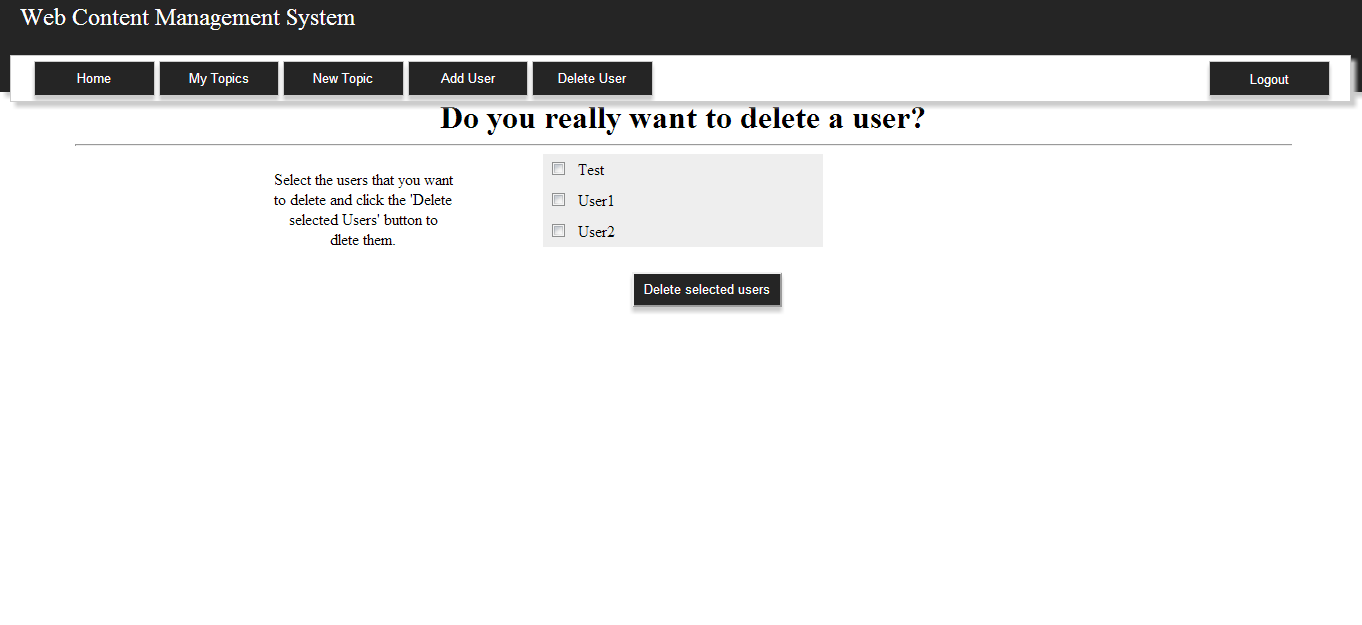 Web Content Management System
Home My Topics New Topic Add User Delete User Logout
Do you really want to delete a user?
Select the users that you want
to delete and click the 'Delete
selected Users' button to
dlete them.
Test
User1
User2
Delete selected users